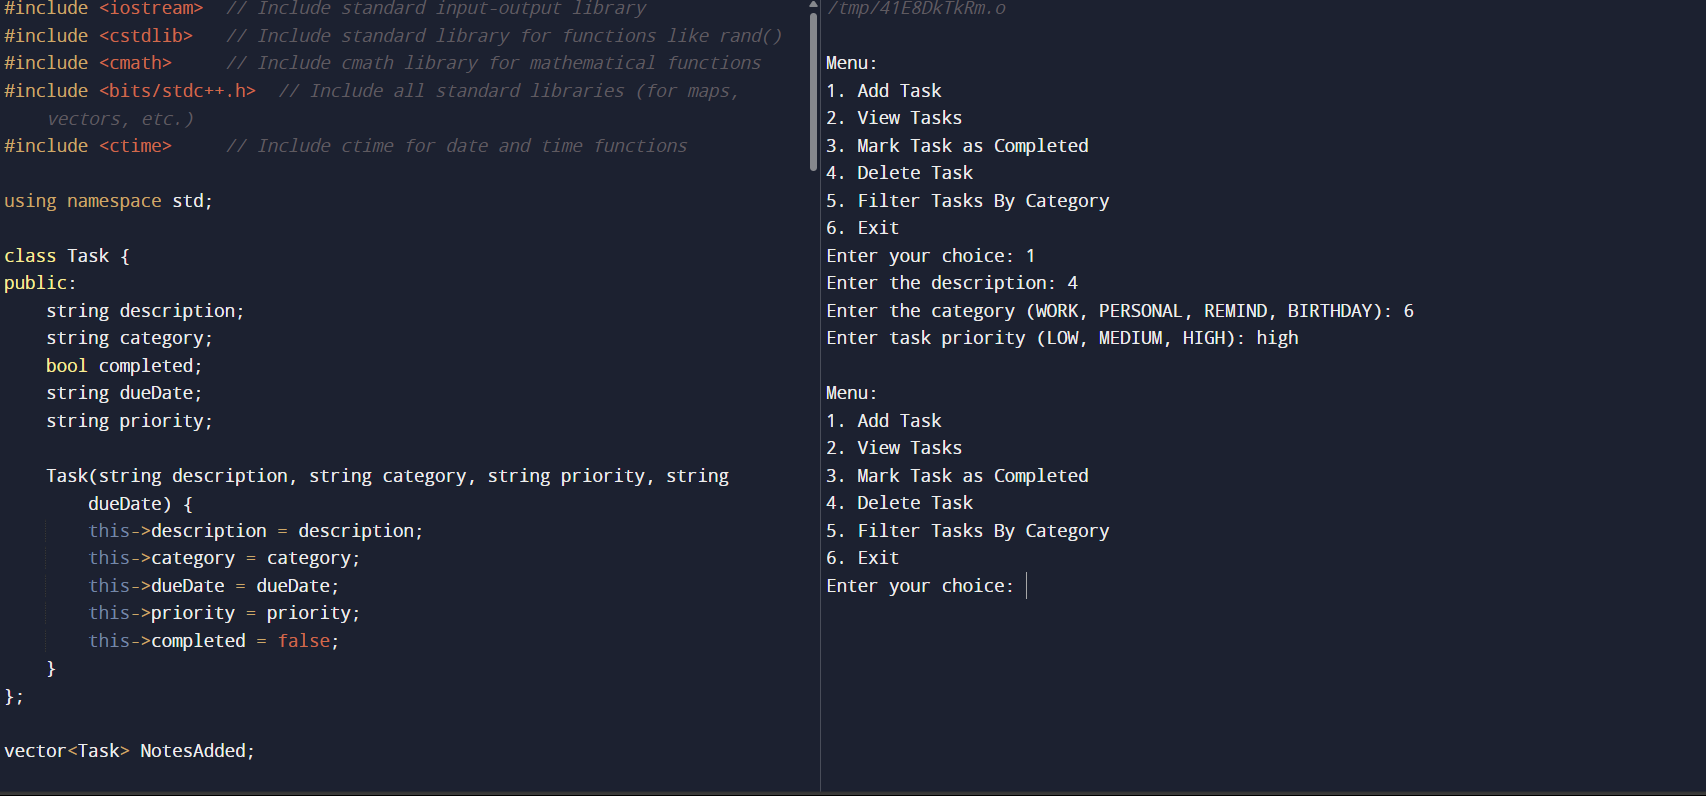 #include <iostream>  // Include standard input-output library
#include <cstdlib>   // Include standard library for functions like rand()
#include <cmath>     // Include cmath library for mathematical functions
#include <bits/stdc++.h>  // Include all standard libraries (for maps,
    vectors, etc.)
#include <ctime>     // Include ctime for date and time functions

using namespace std;

class Task {
public:
    string description;
    string category;
    bool completed;
    string dueDate;
    string priority;

    Task(string description, string category, string priority, string
        dueDate) {
        this->description = description;
        this->category = category;
        this->dueDate = dueDate;
        this->priority = priority;
        this->completed = false;
    }
};

vector<Task> NotesAdded;

/tmp/41E8DkTkRm.o

Menu:
1. Add Task
2. View Tasks
3. Mark Task as Completed
4. Delete Task
5. Filter Tasks By Category
6. Exit
Enter your choice: 1
Enter the description: 4
Enter the category (WORK, PERSONAL, REMIND, BIRTHDAY): 6
Enter task priority (LOW, MEDIUM, HIGH): high

Menu:
1. Add Task
2. View Tasks
3. Mark Task as Completed
4. Delete Task
5. Filter Tasks By Category
6. Exit
Enter your choice: